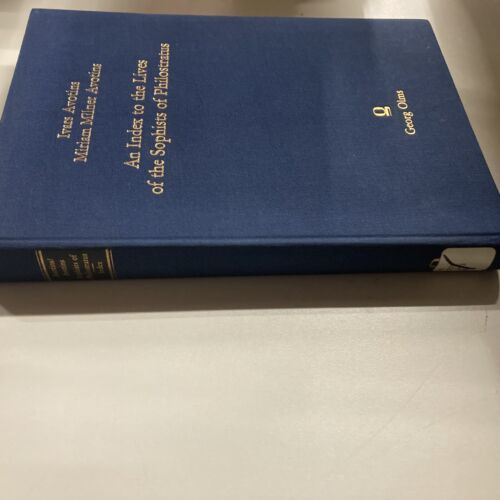 Ivars Avotins
Miriam Milner Avotins
An Index to the Lives
of the Sophists of Philostratus
Georg Olms